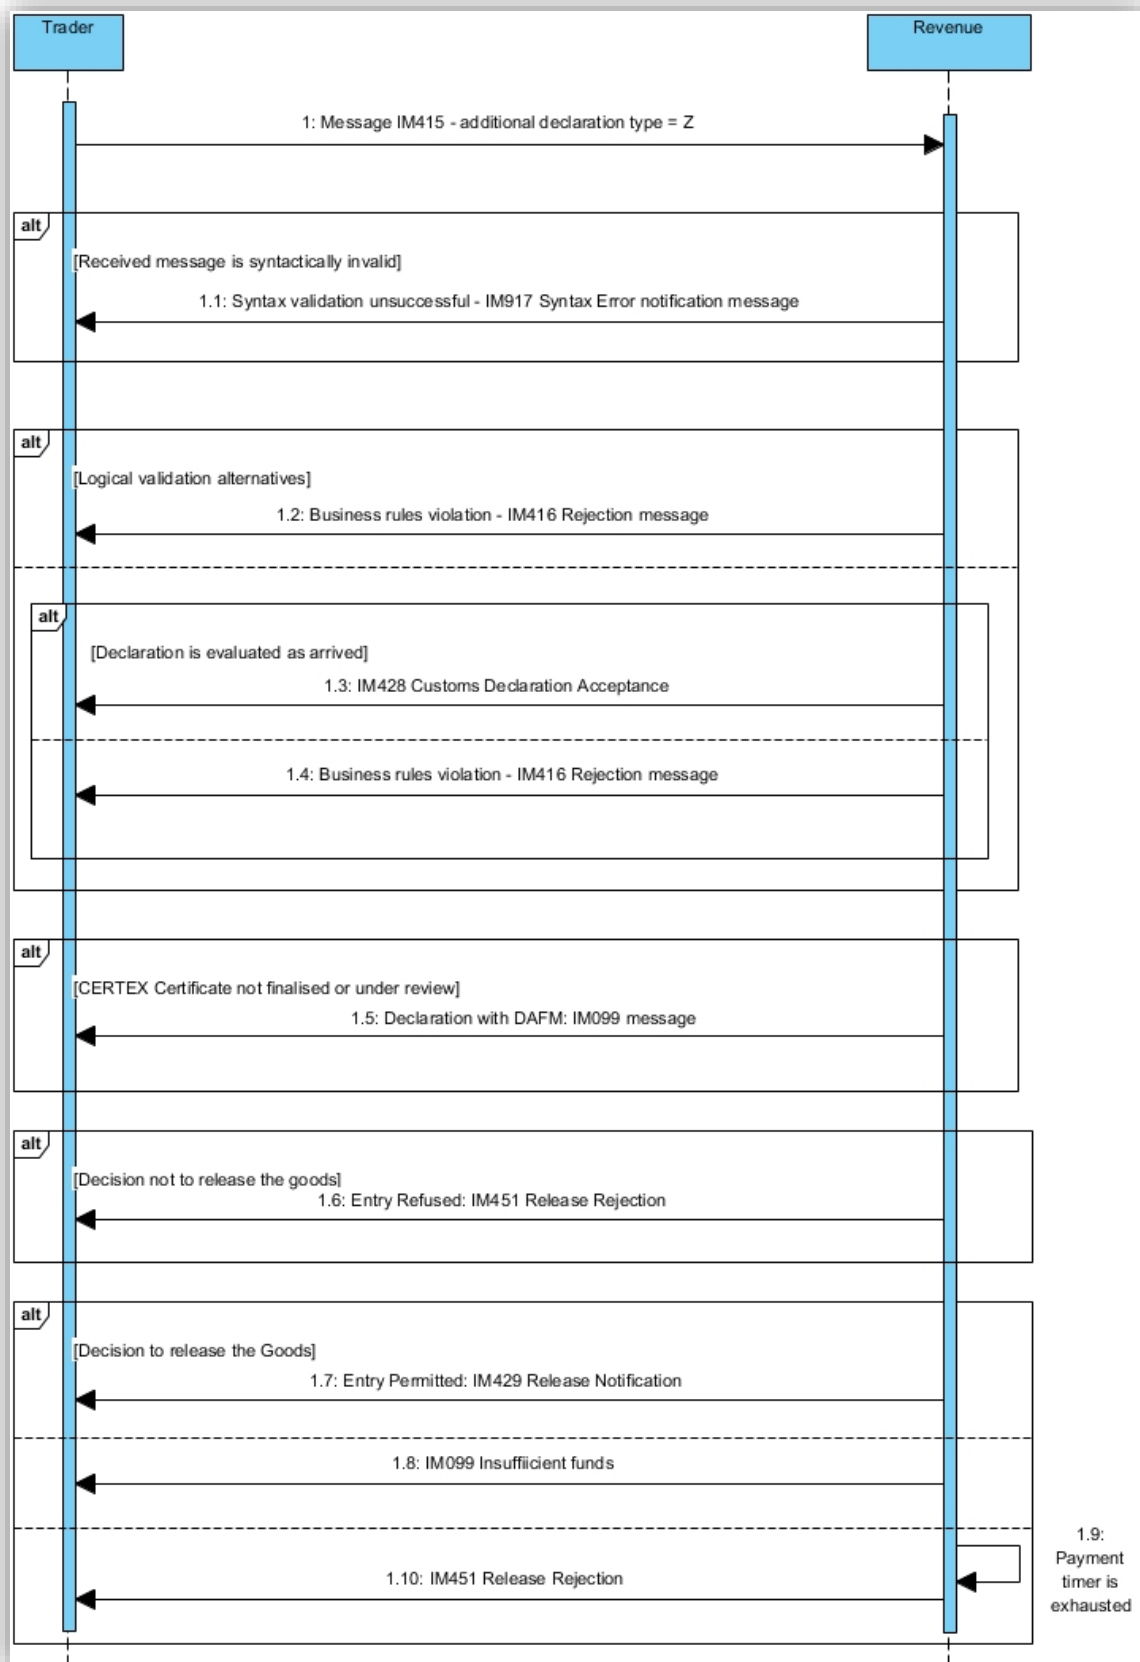 Trader
Revenue
1: Message IM415 - additional declaration type = Z
alt
[Received message is syntactically invalid]
1.1: Syntax validation unsuccessful - IM917 Syntax Error notification message
alt
[Logical validation alternatives]
1.2: Business rules violation - IM416 Rejection message
alt
[Declaration is evaluated as arrived]
1.3: IM428 Customs Declaration Acceptance
1.4: Business rules violation - IM416 Rejection message
alt
[CERTEX Certificate not finalised or under review]
1.5: Declaration with DAFM: IM099 message
alt
[Decision not to release the goods]
1.6: Entry Refused: IM451 Release Rejection
alt
[Decision to release the Goods]
1.7: Entry Permitted: IM429 Release Notification
1.8: IM099 Insuffiicient funds
1.9:
Payment
timer is
exhausted
1.10: IM451 Release Rejection